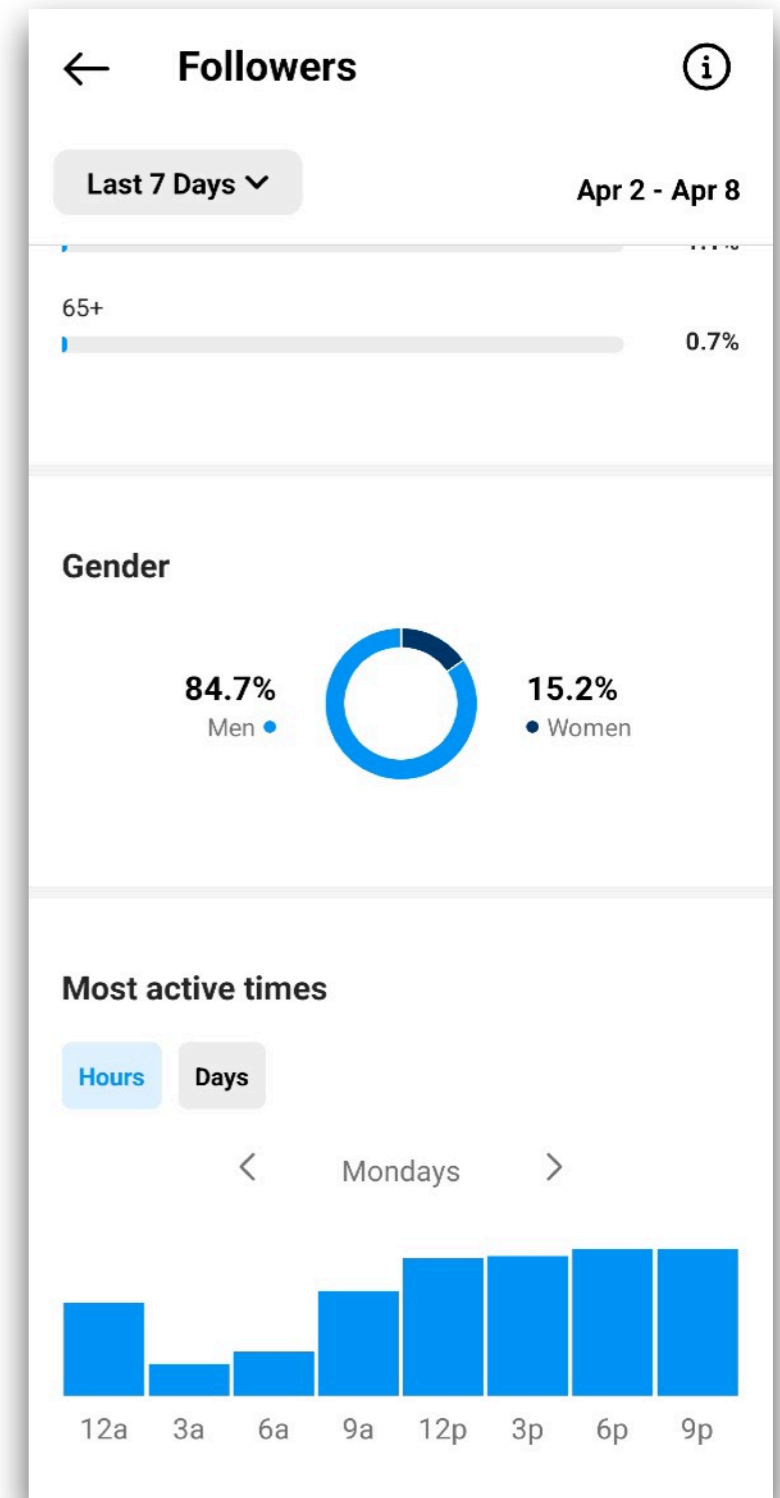 Followers
Last 7 Days
Apr 2 - Apr 8
65+
0.7%
Gender
84.7%
Men
15.2%
Women
Most active times
Hours Days
Mondays
12a 3a 6a 9a 12p 3p 6p 9p